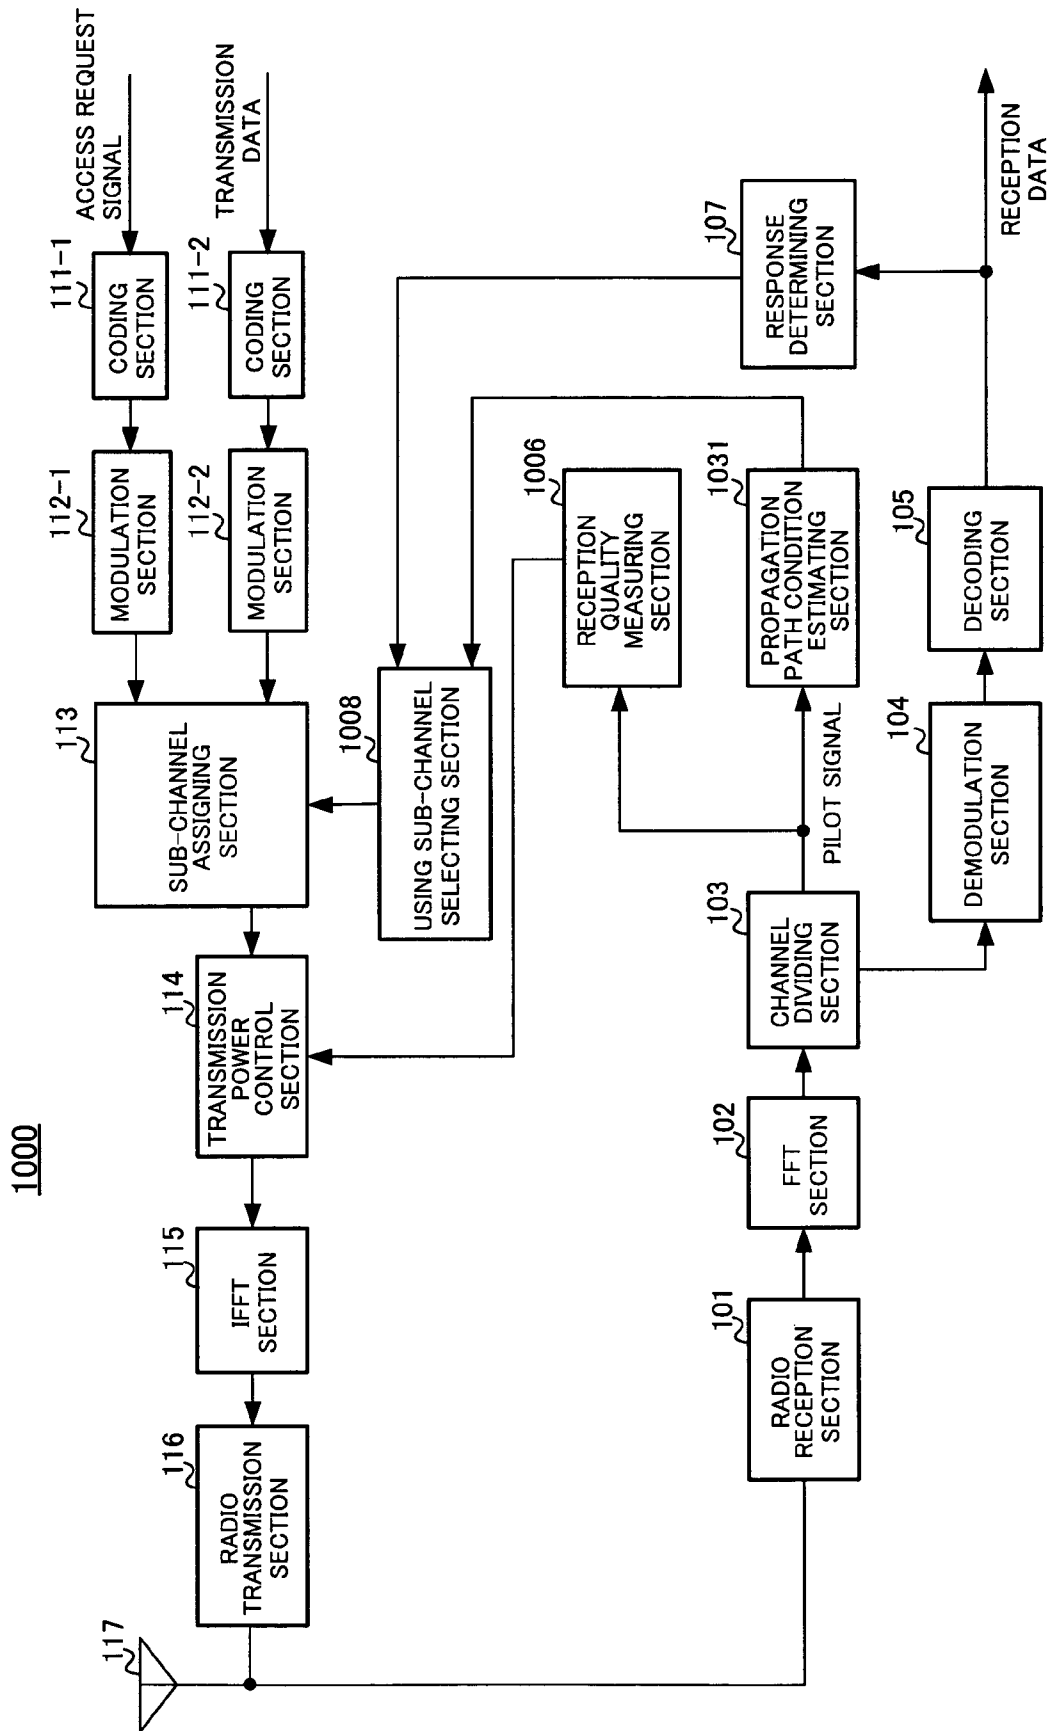 1000
117
116
RADIO
TRANSMISSION
SECTION
115
IFFT
SECTION
114
TRANSMISSION
POWER
CONTROL
SECTION
113
SUB-CHANNEL
ASSIGNING
SECTION
112-1
MODULATION
SECTION
111-1
CODING
SECTION
ACCESS REQUEST
SIGNAL
112-2
MODULATION
SECTION
111-2
CODING
SECTION
TRANSMISSION
DATA
1008
USING SUB-CHANNEL
SELECTING SECTION
1006
RECEPTION
QUALITY
MEASURING
SECTION
101
RADIO
RECEPTION
SECTION
102
FFT
SECTION
103
CHANNEL
DIVIDING
SECTION
PILOT SIGNAL
1031
PROPAGATION
PATH CONDITION
ESTIMATING
SECTION
107
RESPONSE
DETERMINING
SECTION
104
DEMODULATION
SECTION
105
DECODING
SECTION
RECEPTION
DATA